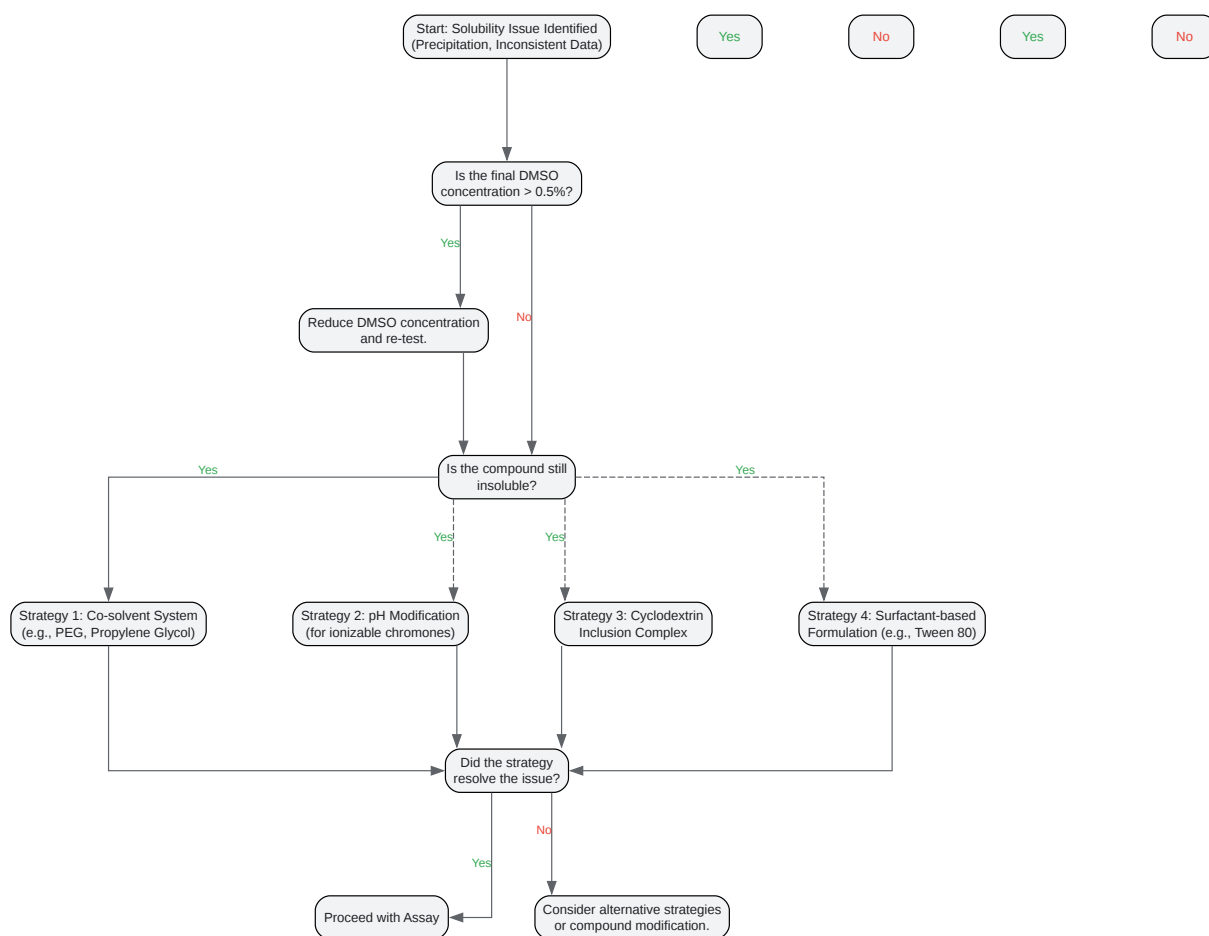 Start: Solubility Issue Identified
(Precipitation, Inconsistent Data)
Yes
No
Yes
No
Is the final DMSO
concentration > 0.5%?
Yes
No
Reduce DMSO concentration
and re-test.
Is the compound still
insoluble?
Yes
Yes
Yes
Yes
Strategy 1: Co-solvent System
(e.g., PEG, Propylene Glycol)
Strategy 2: pH Modification
(for ionizable chromones)
Strategy 3: Cyclodextrin
Inclusion Complex
Strategy 4: Surfactant-based
Formulation (e.g., Tween 80)
Did the strategy
resolve the issue?
No
Yes
Proceed with Assay
Consider alternative strategies
or compound modification.